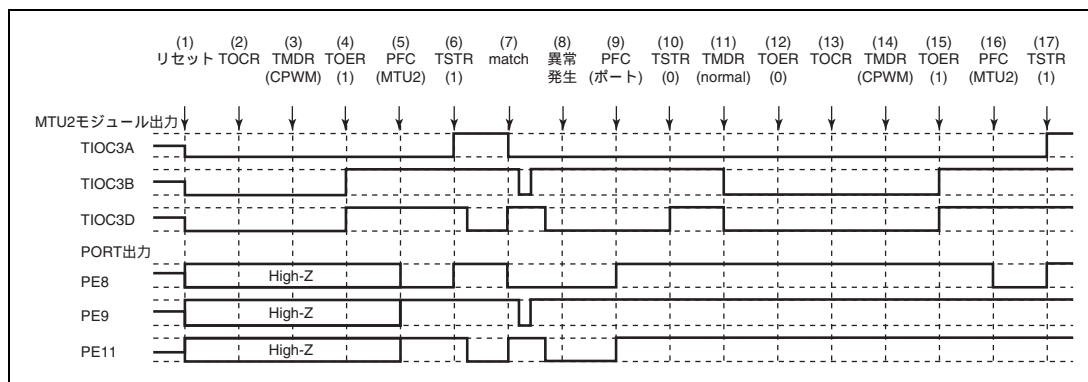 (1) (2) (3) (4) (5) (6) (7) (8) (9) (10) (11) (12) (13) (14) (15) (16) (17)
リセット TOCR TMDR TOER PFC TSTR match 異常 PFC TSTR TMDR TOER TOCR TMDR TOER PFC TSTR
(CPWM) (1) (MTU2) (1) 発生 (ポート) (0) (normal) (0) (CPWM) (1) (MTU2) (1)
MTU2モジュール出力
TIOC3A
TIOC3B
TIOC3D
PORT出力
PE8 High-Z
PE9 High-Z
PE11 High-Z